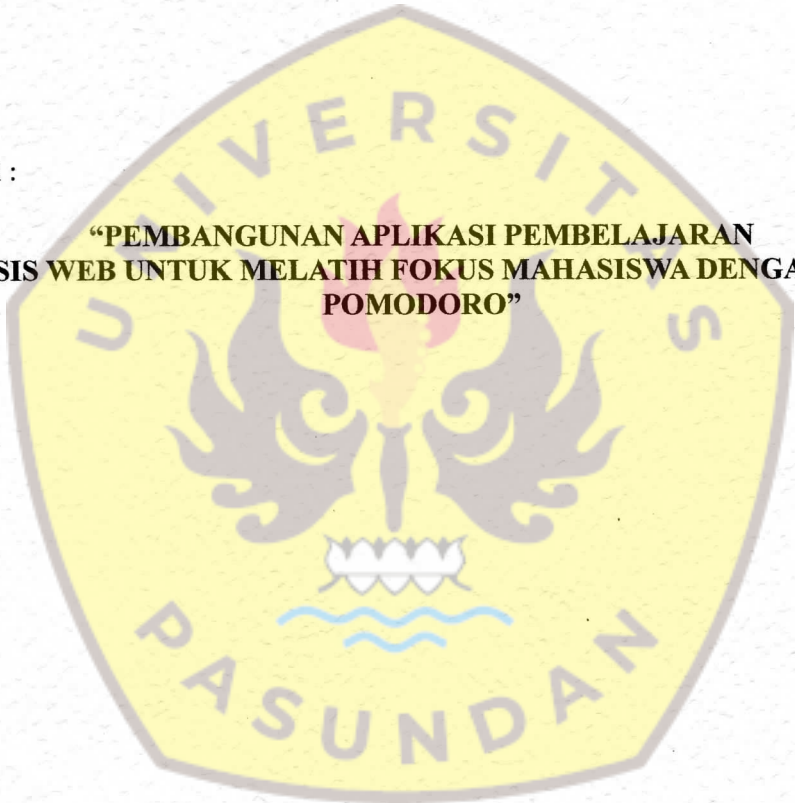 UNIVERSITAS
:
“PEMBANGUNAN APLIKASI PEMBELAJARAN
SIS WEB UNTUK MELATIH FOKUS MAHASISWA DENGA
POMODORO”
PASUNDAN